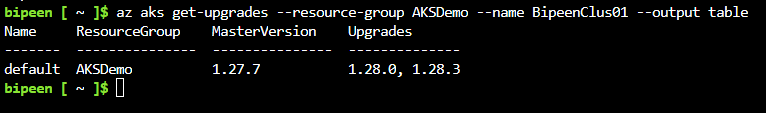 bipeen [ ~ ]$ az aks get-upgrades --resource-group AKSDemo --name BipeenClus01 --output table
Name     ResourceGroup    MasterVersion    Upgrades
-------  ---------------  ---------------  --------------
default  AKSDemo          1.27.7           1.28.0, 1.28.3
bipeen [ ~ ]$